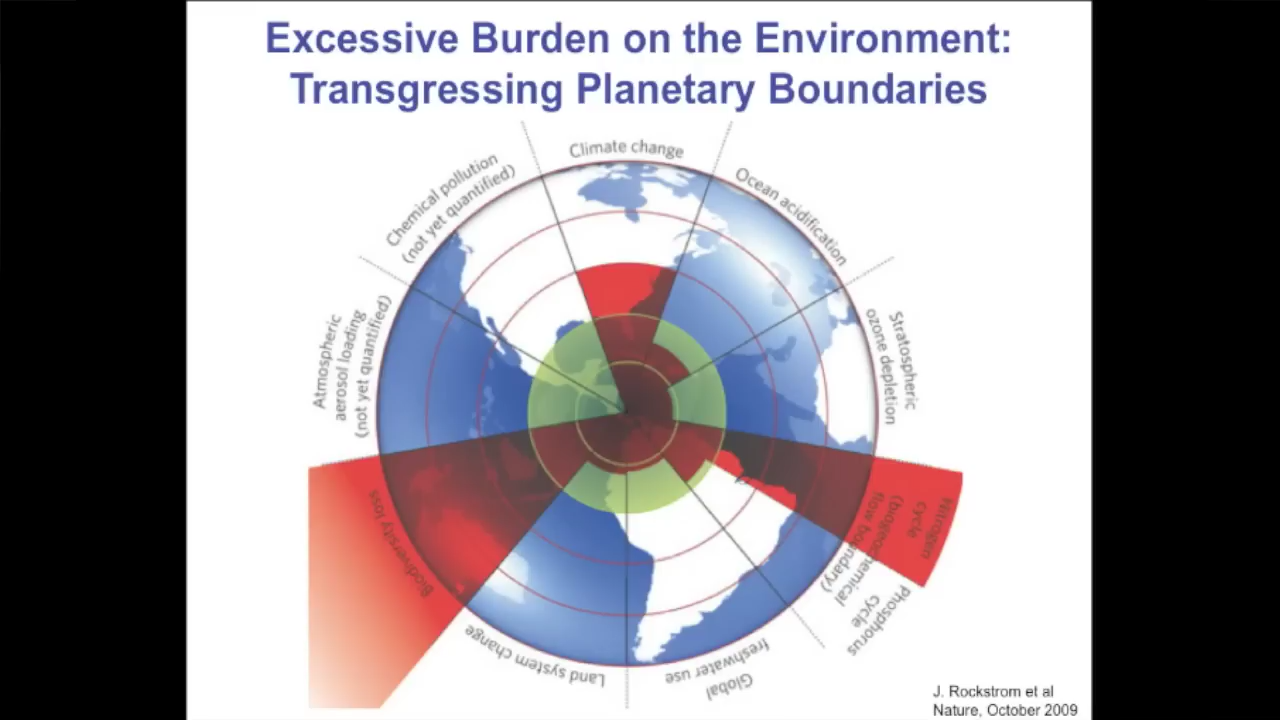 Excessive Burden on the Environment:
Transgressing Planetary Boundaries
Climate change
Ocean acidification
Stratospheric
ozone depletion
Nitrogen
cycle
(biogeochemical
flow boundary)
Phosphorus
cycle
Global
freshwater use
Land system change
Biodiversity loss
Atmospheric
aerosol loading
(not yet quantified)
Chemical pollution
(not yet quantified)
J. Rockstrom et al
Nature, October 2009